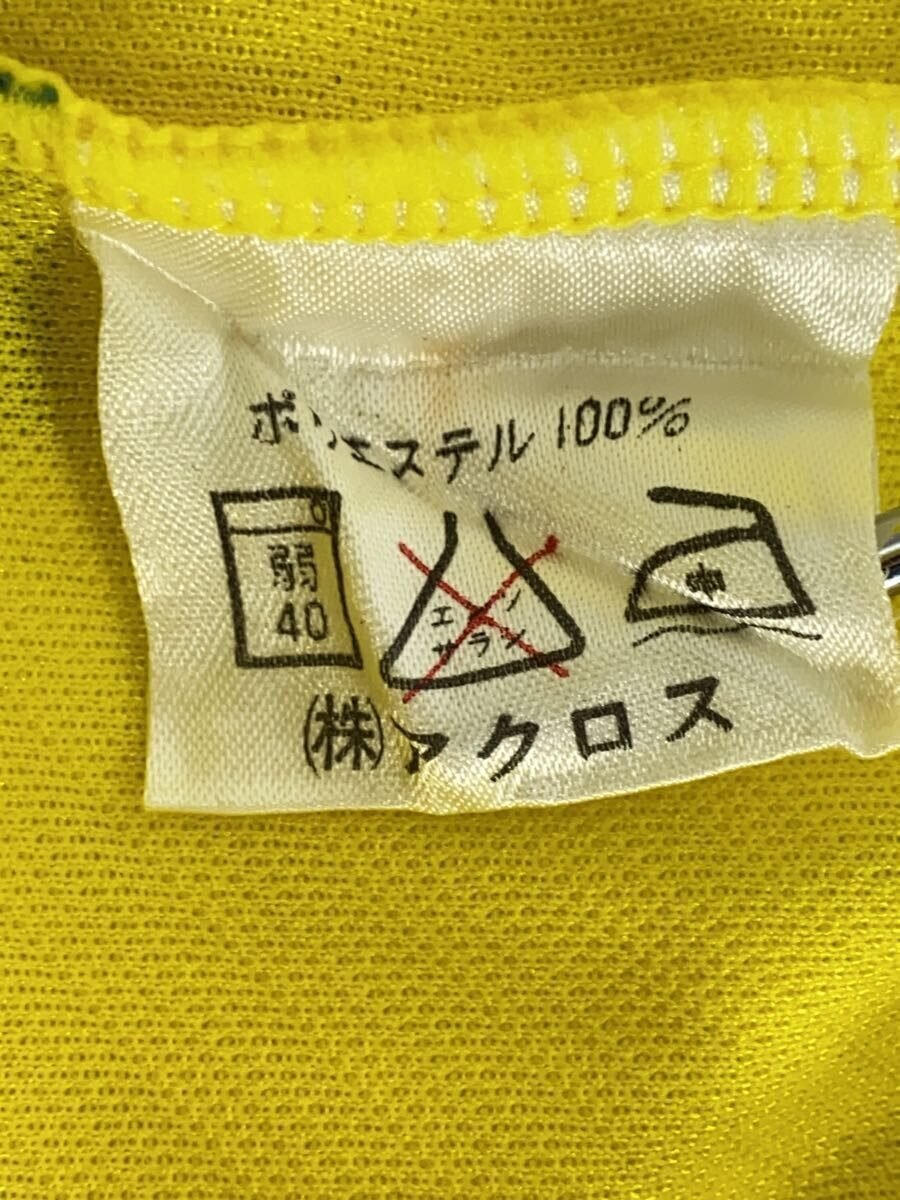 ポリエステル 100%
弱
40
エンソ
サラシ
中
㈱アクロス